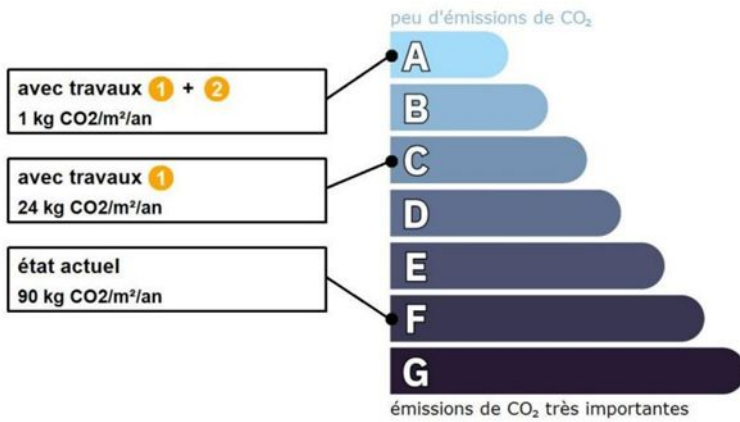 peu d'émissions de CO₂
A
avec travaux 1 + 2
1 kg CO2/m²/an
B
avec travaux 1
24 kg CO2/m²/an
C
D
état actuel
90 kg CO2/m²/an
E
F
G
émissions de CO₂ très importantes